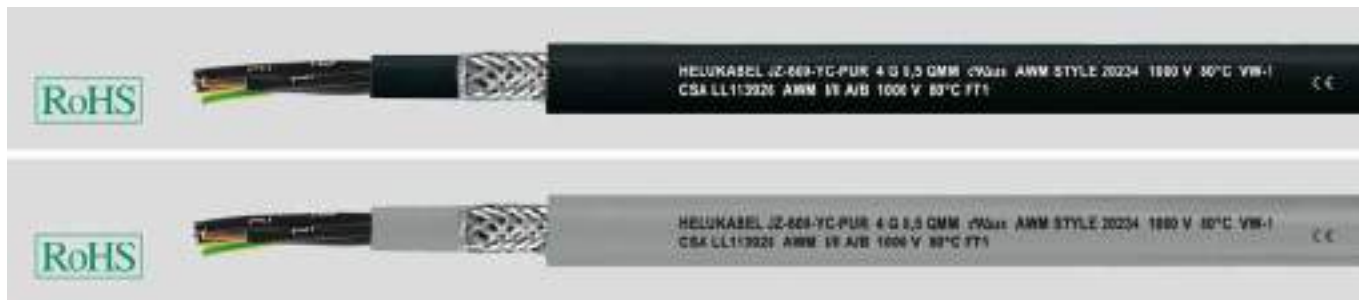 RoHS
HELUKABEL JZ-600-YC-PUR 4 G 0,5 QMM AWM STYLE 20234 1000 V 80°C VW-1
CSA LL113926 AWM I/II A/B 1000 V 80°C FT1
CE
RoHS
HELUKABEL JZ-600-YC-PUR 4 G 0,5 QMM AWM STYLE 20234 1000 V 80°C VW-1
CSA LL113926 AWM I/II A/B 1000 V 80°C FT1
CE